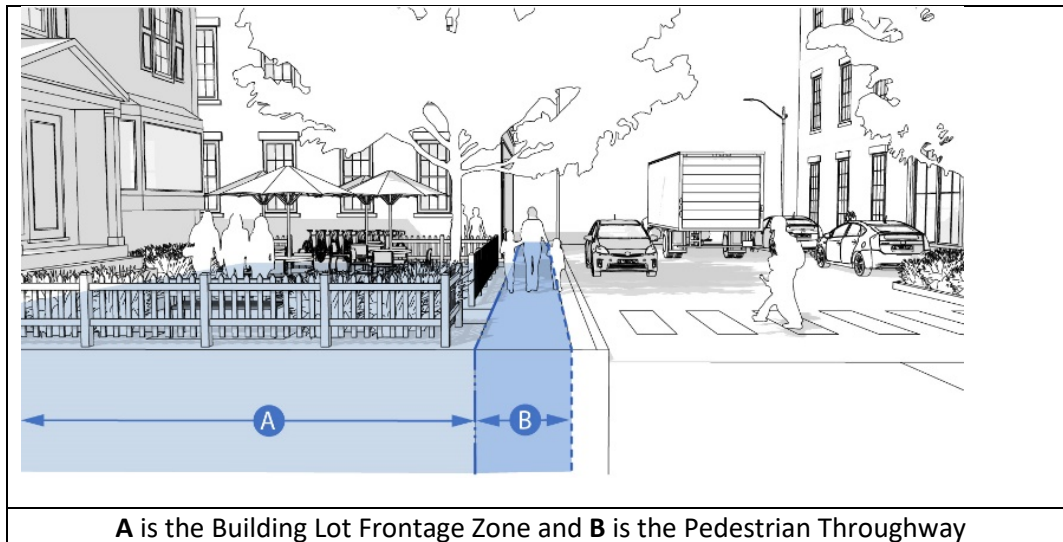 A
B
A is the Building Lot Frontage Zone and B is the Pedestrian Throughway